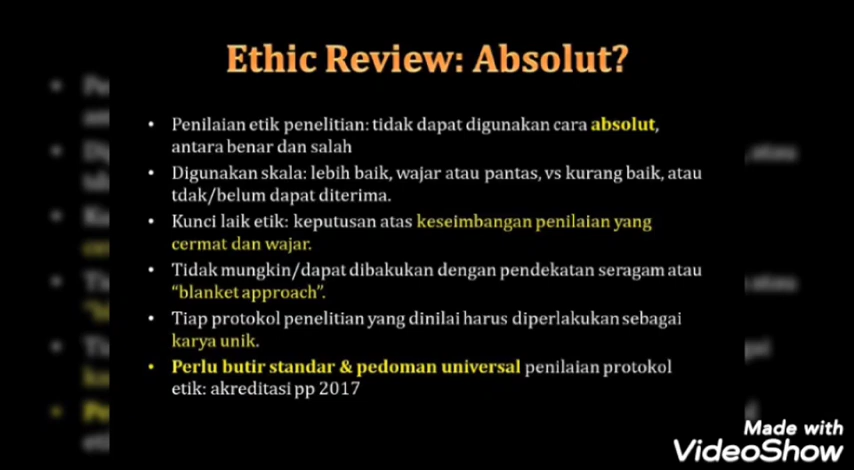 Ethic Review: Absolut?
• Penilaian etik penelitian: tidak dapat digunakan cara absolut,
antara benar dan salah
• Digunakan skala: lebih baik, wajar atau pantas, vs kurang baik, atau
tdak/belum dapat diterima.
• Kunci laik etik: keputusan atas keseimbangan penilaian yang
cermat dan wajar.
• Tidak mungkin/dapat dibakukan dengan pendekatan seragam atau
“blanket approach”.
• Tiap protokol penelitian yang dinilai harus diperlakukan sebagai
karya unik.
• Perlu butir standar & pedoman universal penilaian protokol
etik: akreditasi pp 2017
Made with
VideoShow